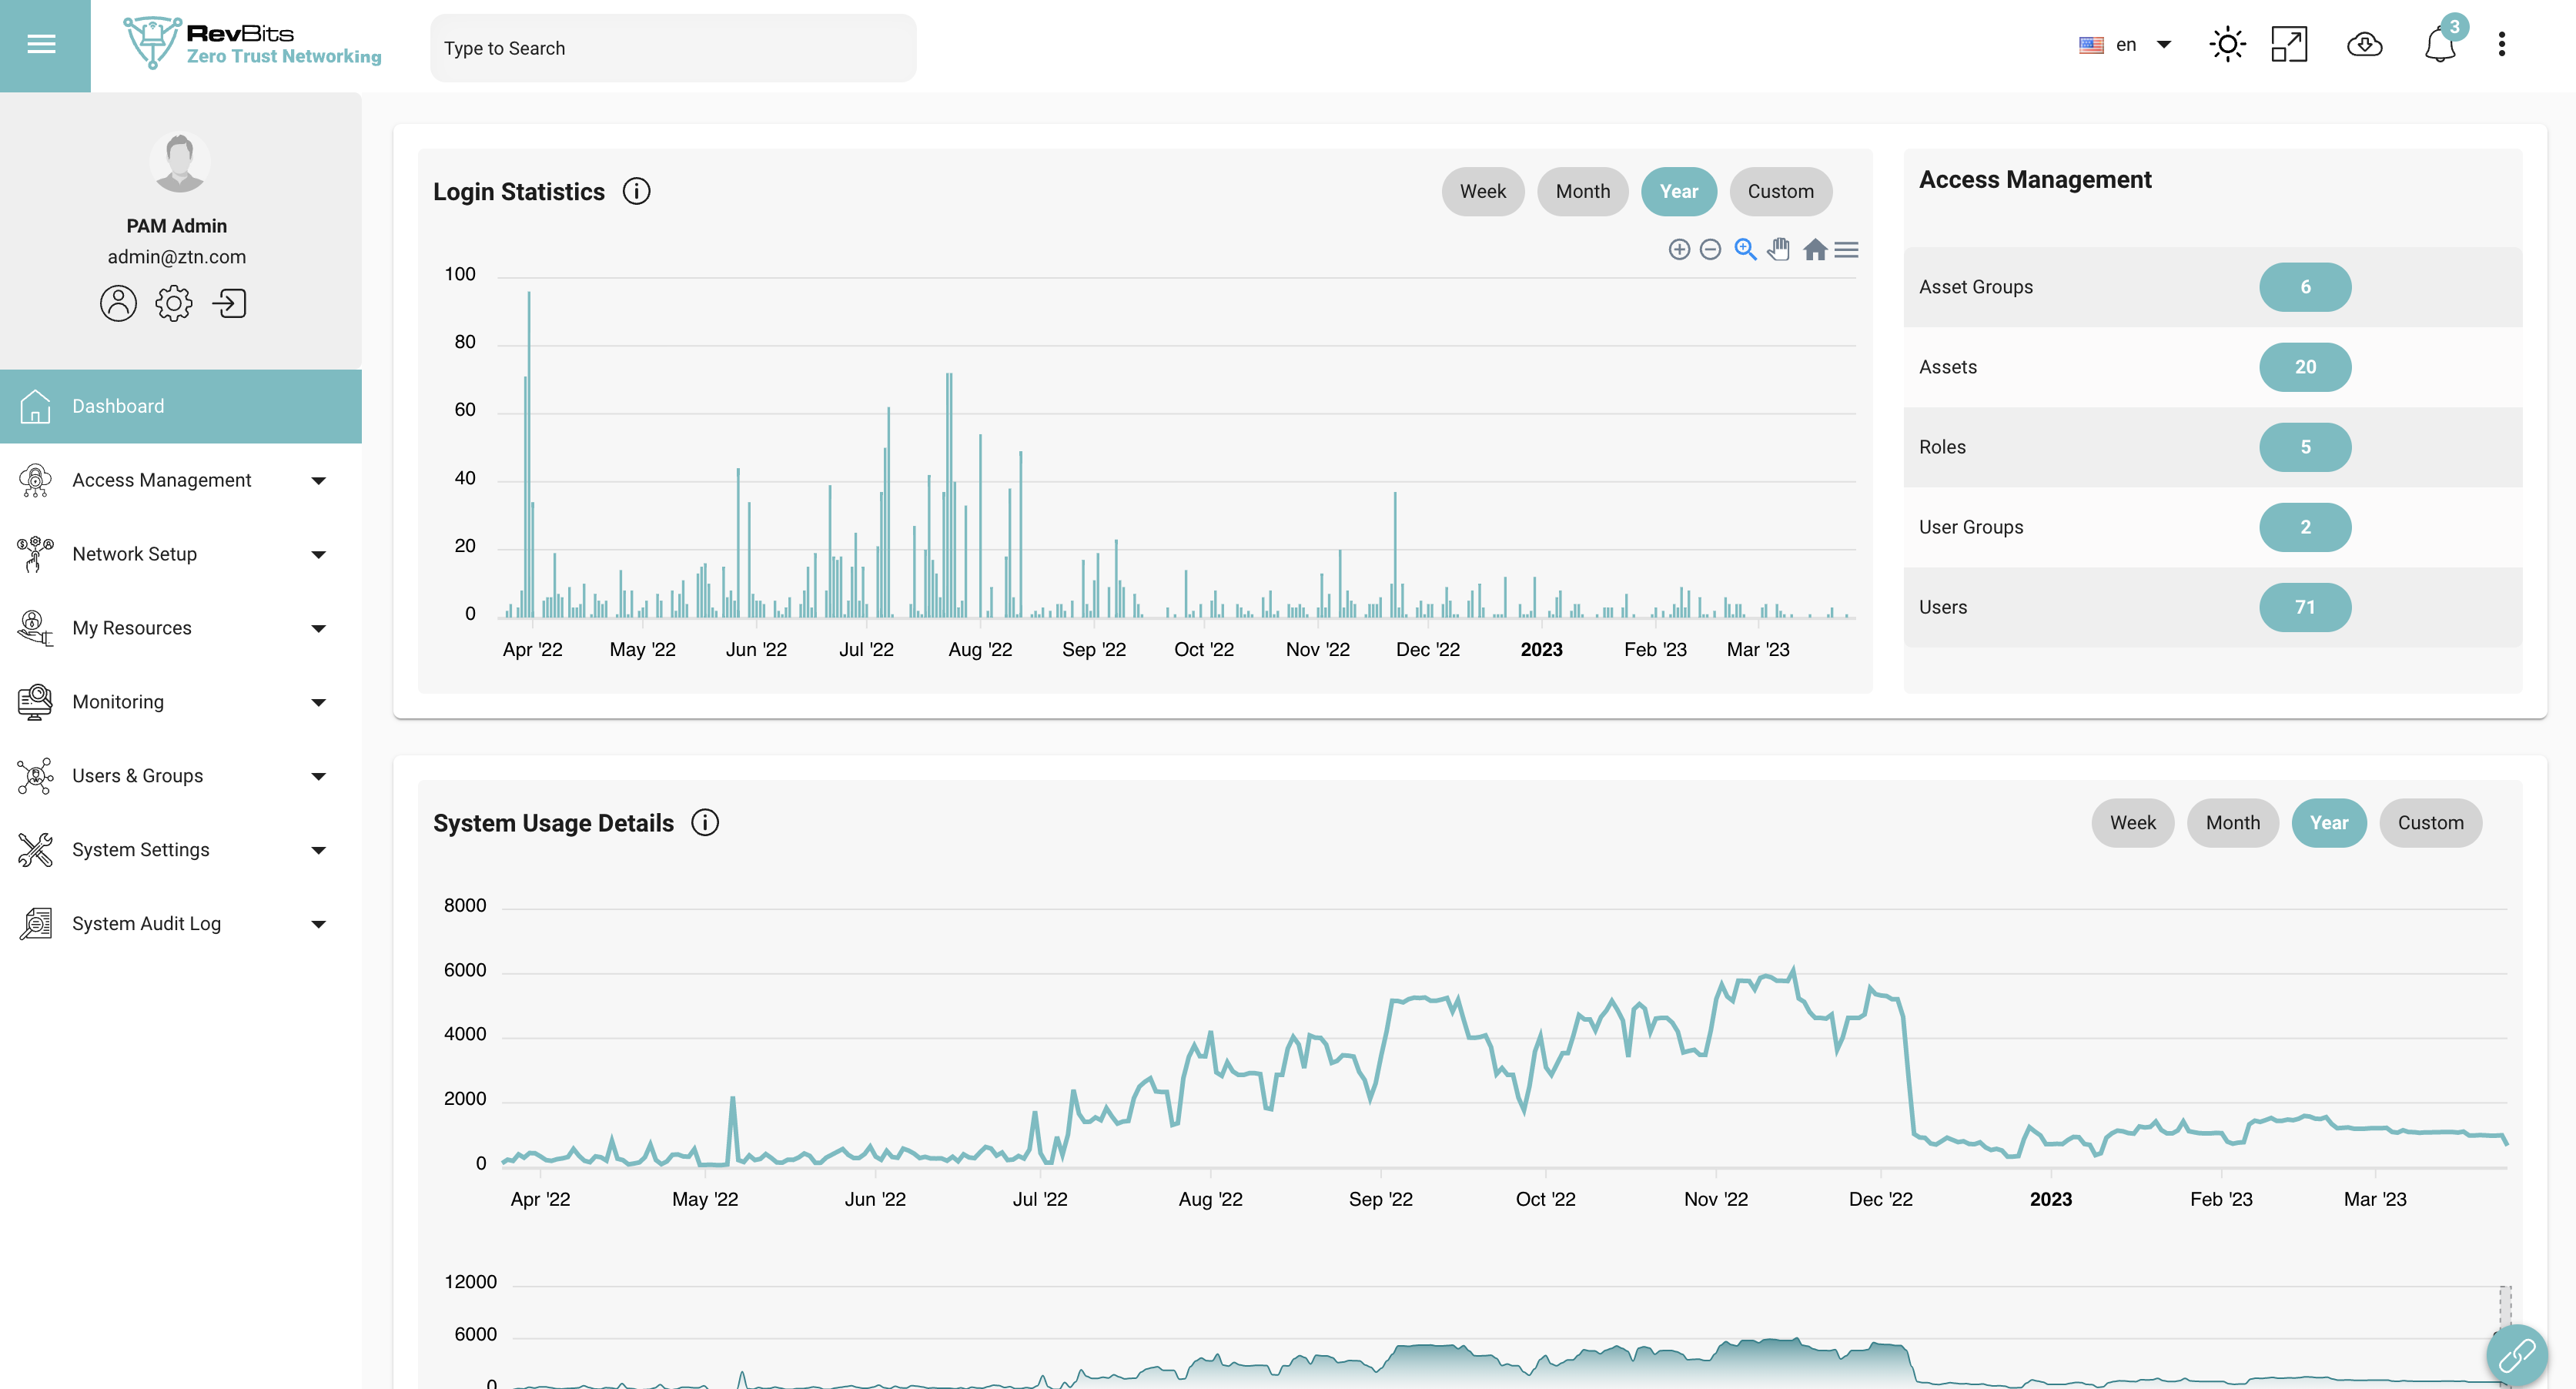 RevBits
Zero Trust Networking
Type to Search
en
3
PAM Admin
admin@ztn.com
Dashboard
Access Management
Network Setup
My Resources
Monitoring
Users & Groups
System Settings
System Audit Log
Login Statistics
Week Month Year Custom
100
80
60
40
20
0
Apr '22 May '22 Jun '22 Jul '22 Aug '22 Sep '22 Oct '22 Nov '22 Dec '22 2023 Feb '23 Mar '23
Access Management
Asset Groups 6
Assets 20
Roles 5
User Groups 2
Users 71
System Usage Details
Week Month Year Custom
8000
6000
4000
2000
0
Apr '22 May '22 Jun '22 Jul '22 Aug '22 Sep '22 Oct '22 Nov '22 Dec '22 2023 Feb '23 Mar '23
12000
6000
0